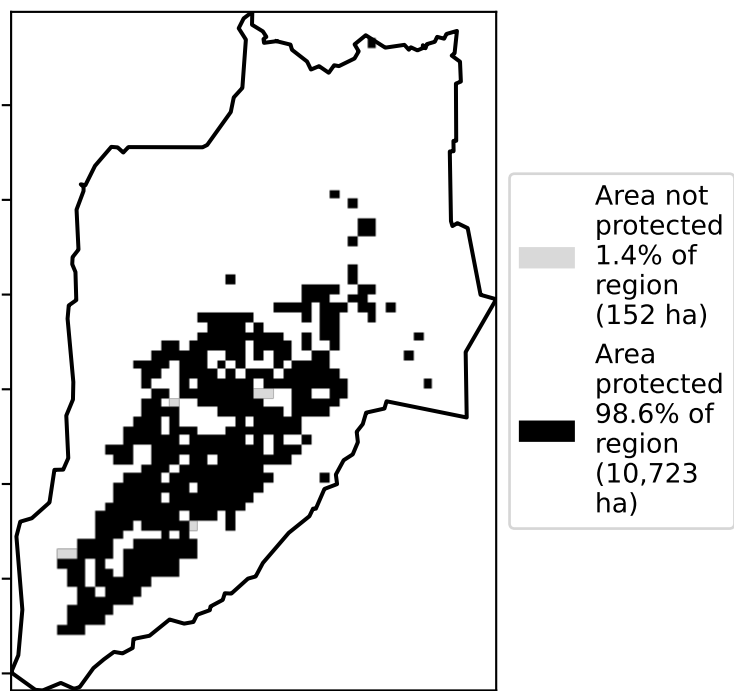 Area not
protected
1.4% of
region
(152 ha)
Area
protected
98.6% of
region
(10,723
ha)